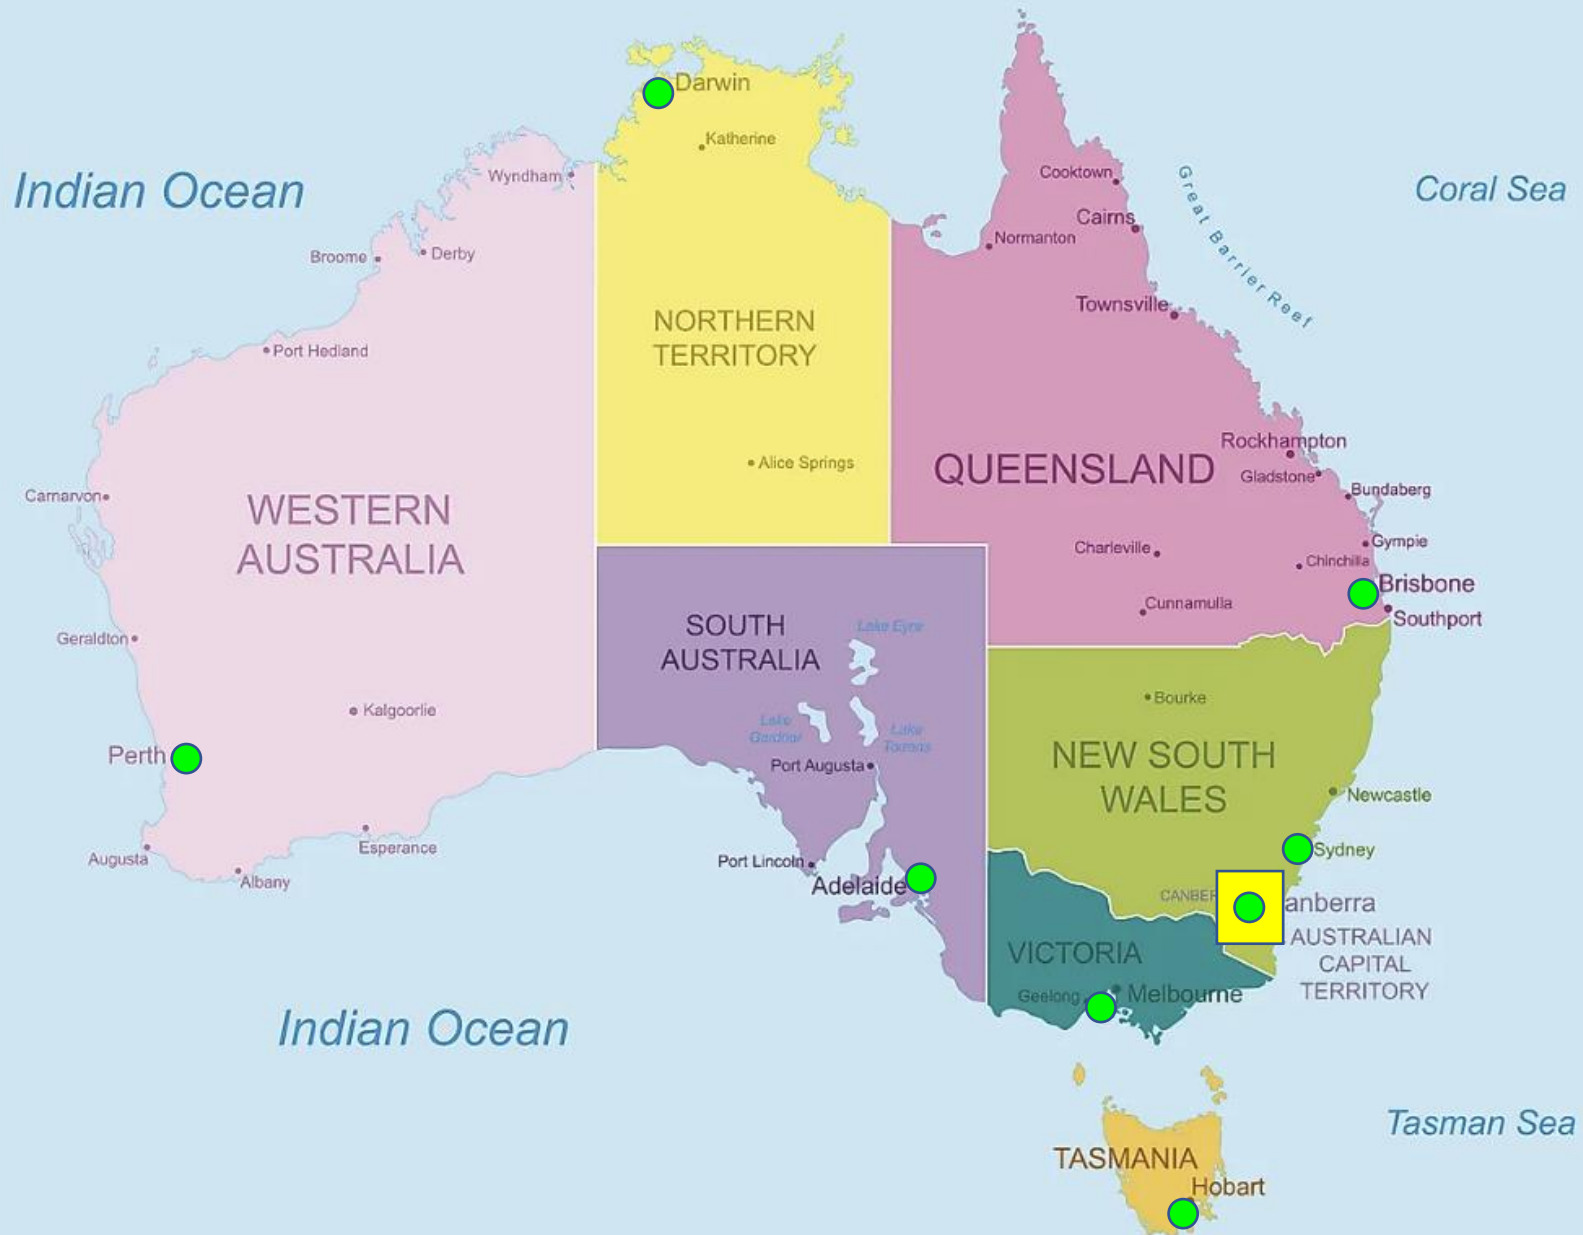 Darwin
Katherine
Indian Ocean
Wyndham
Cooktown
Great Barrier Reef
Coral Sea
Cairns
Normanton
Broome
Derby
Townsville
NORTHERN
TERRITORY
Port Hedland
Rockhampton
QUEENSLAND
Alice Springs
Gladstone
Bundaberg
Carnarvon
WESTERN
AUSTRALIA
Charleville
Gympie
Chinchilla
Brisbone
Cunnamulla
Southport
SOUTH
AUSTRALIA
Lake Eyre
Geraldton
Bourke
Kalgoorlie
Lake
Gardnar
Lake
Torrens
Perth
Port Augusta
NEW SOUTH
WALES
Newcastle
Esperance
Augusta
Sydney
Port Lincoln
Albany
Adelaide
CANBER
anberra
AUSTRALIAN
CAPITAL
TERRITORY
VICTORIA
Geelong
Melbourne
Indian Ocean
Tasman Sea
TASMANIA
Hobart